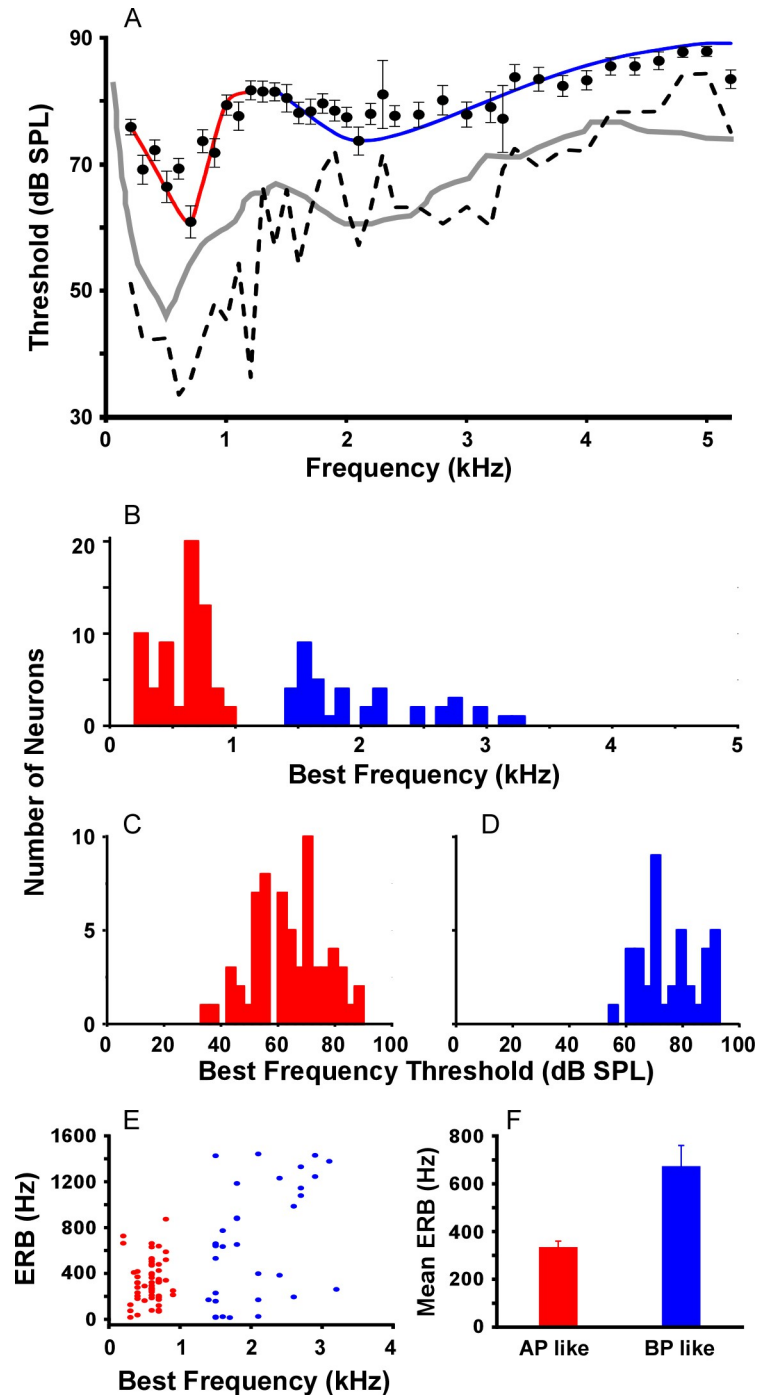 A
90
70
50
30
Threshold (dB SPL)
0 1 2 3 4 5
Frequency (kHz)
B
20
10
0
0 1 2 3 4 5
Best Frequency (kHz)
Number of Neurons
C
10
5
0
0 20 40 60 80 100
D
0 20 40 60 80 100
Best Frequency Threshold (dB SPL)
E
1600
1200
800
400
0
ERB (Hz)
0 1 2 3 4
Best Frequency (kHz)
F
800
600
400
200
0
Mean ERB (Hz)
AP like BP like